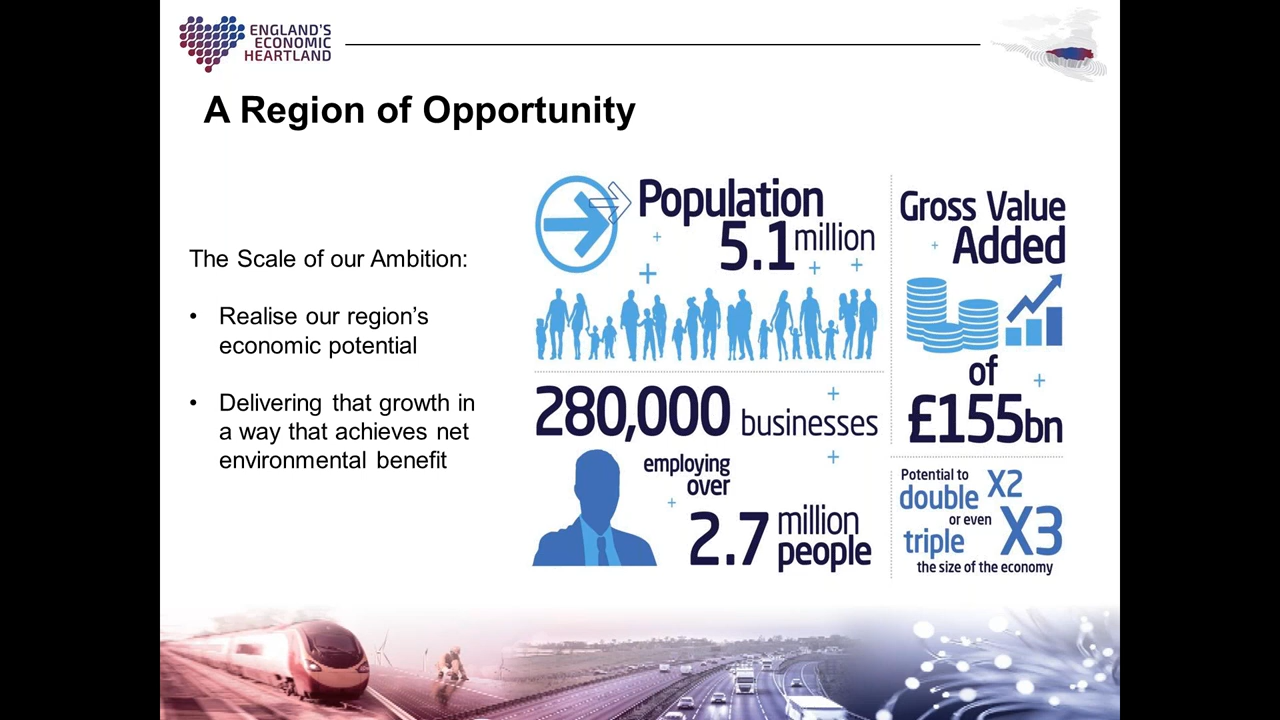 ENGLAND'S
ECONOMIC
HEARTLAND
A Region of Opportunity
The Scale of our Ambition:
• Realise our region's
economic potential
• Delivering that growth in
a way that achieves net
environmental benefit
Population
5.1 million
280,000 businesses
employing
over
2.7 million
people
Gross Value
Added
of
£155bn
Potential to
double X2
or even
triple X3
the size of the economy